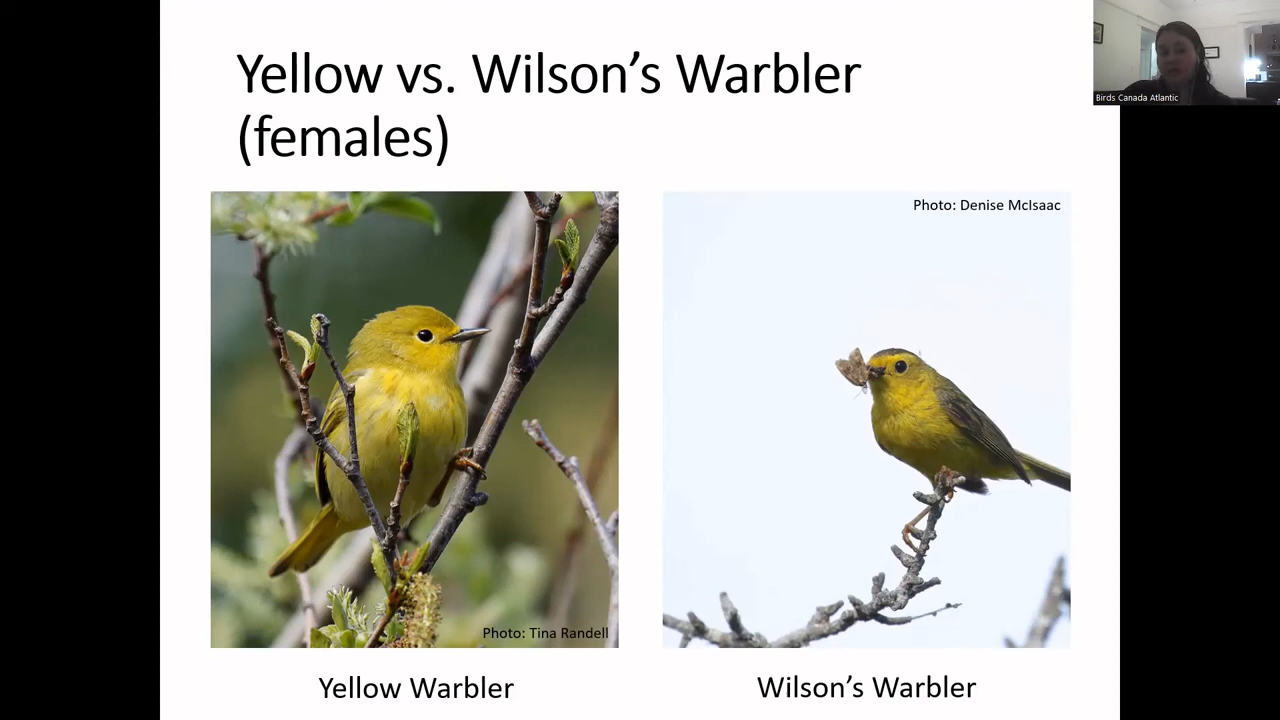 Yellow vs. Wilson’s Warbler
(females)
Birds Canada Atlantic
Photo: Denise McIsaac
Photo: Tina Randell
Yellow Warbler
Wilson’s Warbler